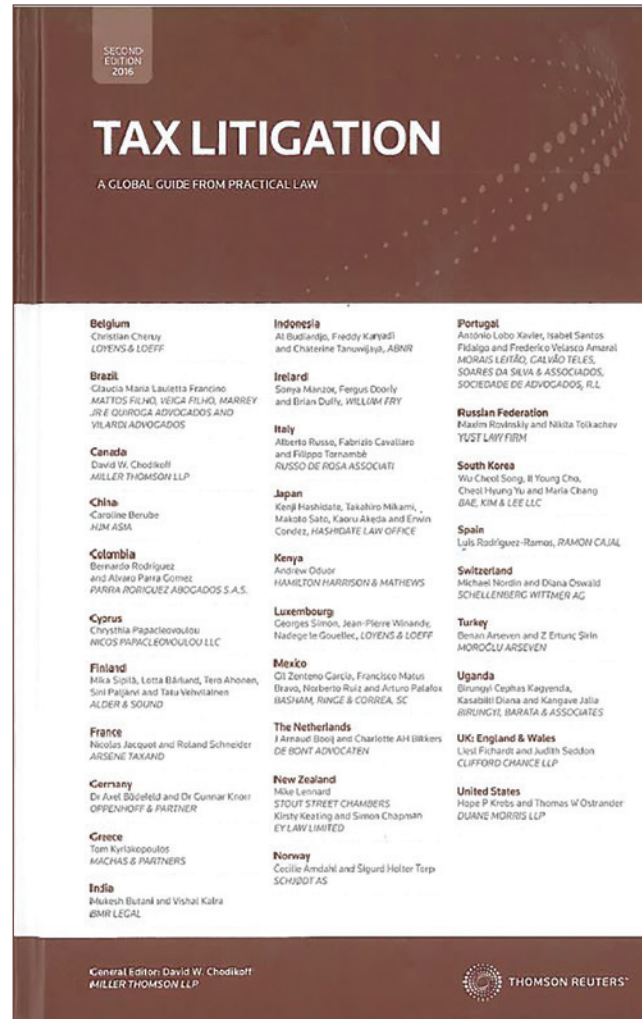 SECOND
EDITION
2016
TAX LITIGATION
A GLOBAL GUIDE FROM PRACTICAL LAW
Belgium
Christian Cheruy
LOYENS & LOEFF
Brazil
Glaudia Maria Lauletta Francino
MATTOS FILHO, VEIGA FILHO, MARREY
JR E QUIROGA ADVOGADOS AND
VILARDI ADVOGADOS
Canada
David W. Chodikoff
MILLER THOMSON LLP
China
Caroline Berube
HJM ASIA
Colombia
Bernardo Rodriguez
and Alvaro Parra Gomez
PARRA RORIGUEZ ABOGADOS S.A.S.
Cyprus
Chrysthia Papacleovoulou
NICOS PAPACLEOVOULOU LLC
Finland
Mika Sipilä, Lotta Bärlund, Tero Ahonen,
Sini Paljärvi and Tatu Vehvilainen
ALDER & SOUND
France
Nicolas Jacquot and Roland Schneider
ARSENE TAXAND
Germany
Dr Axel Bödefeld and Dr Gunnar Knorr
OPPENHOFF & PARTNER
Greece
Tom Kyriakopoulos
MACHAS & PARTNERS
India
Mukesh Butani and Vishal Kalra
BMR LEGAL
Indonesia
Al Budiardjo, Freddy Karyadi
and Chaterine Tanuwijaya, ABNR
Ireland
Sonya Manzor, Fergus Doorly
and Brian Duffy, WILLIAM FRY
Italy
Alberto Russo, Fabrizio Cavallaro
and Filippo Tornambè
RUSSO DE ROSA ASSOCIATI
Japan
Kenji Hashidate, Takahiro Mikami,
Makoto Sato, Kaoru Akeda and Erwin
Condez, HASHIDATE LAW OFFICE
Kenya
Andrew Oduor
HAMILTON HARRISON & MATHEWS
Luxembourg
Georges Simon, Jean-Pierre Winandy,
Nadege le Gouellec, LOYENS & LOEFF
Mexico
Gil Zenteno Garcia, Francisco Matus
Bravo, Norberto Ruiz and Arturo Palafox
BASHAM, RINGE & CORREA, SC
The Netherlands
J Arnaud Booij and Charlotte AH Bikkers
DE BONT ADVOCATEN
New Zealand
Mike Lennard
STOUT STREET CHAMBERS
Kirsty Keating and Simon Chapman
EY LAW LIMITED
Norway
Cecilie Amdahl and Sigurd Holter Torp
SCHJØDT AS
Portugal
António Lobo Xavier, Isabel Santos
Fidalgo and Frederico Velasco Amaral
MORAIS LEITÃO, GALVÃO TELES,
SOARES DA SILVA & ASSOCIADOS,
SOCIEDADE DE ADVOGADOS, R.L.
Russian Federation
Maxim Rovinskiy and Nikita Tolkachev
YUST LAW FIRM
South Korea
Wu Cheol Song, Il Young Cho,
Cheol Hyung Yu and Maria Chang
BAE, KIM & LEE LLC
Spain
Luis Rodríguez-Ramos, RAMON CAJAL
Switzerland
Michael Nordin and Diana Oswald
SCHELLENBERG WITTMER AG
Turkey
Benan Arseven and Z Ertunç Şirin
MOROĞLU ARSEVEN
Uganda
Birungyi Cephas Kagyenda,
Kasabiiti Diana and Kangave Jalia
BIRUNGYI, BARATA & ASSOCIATES
UK: England & Wales
Liesl Fichardt and Judith Seddon
CLIFFORD CHANCE LLP
United States
Hope P Krebs and Thomas W Ostrander
DUANE MORRIS LLP
General Editor: David W. Chodikoff
MILLER THOMSON LLP
THOMSON REUTERS™